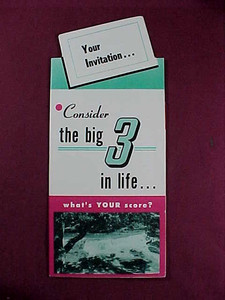 Your
Invitation...
Consider
the big
3
in life...
what's YOUR score?